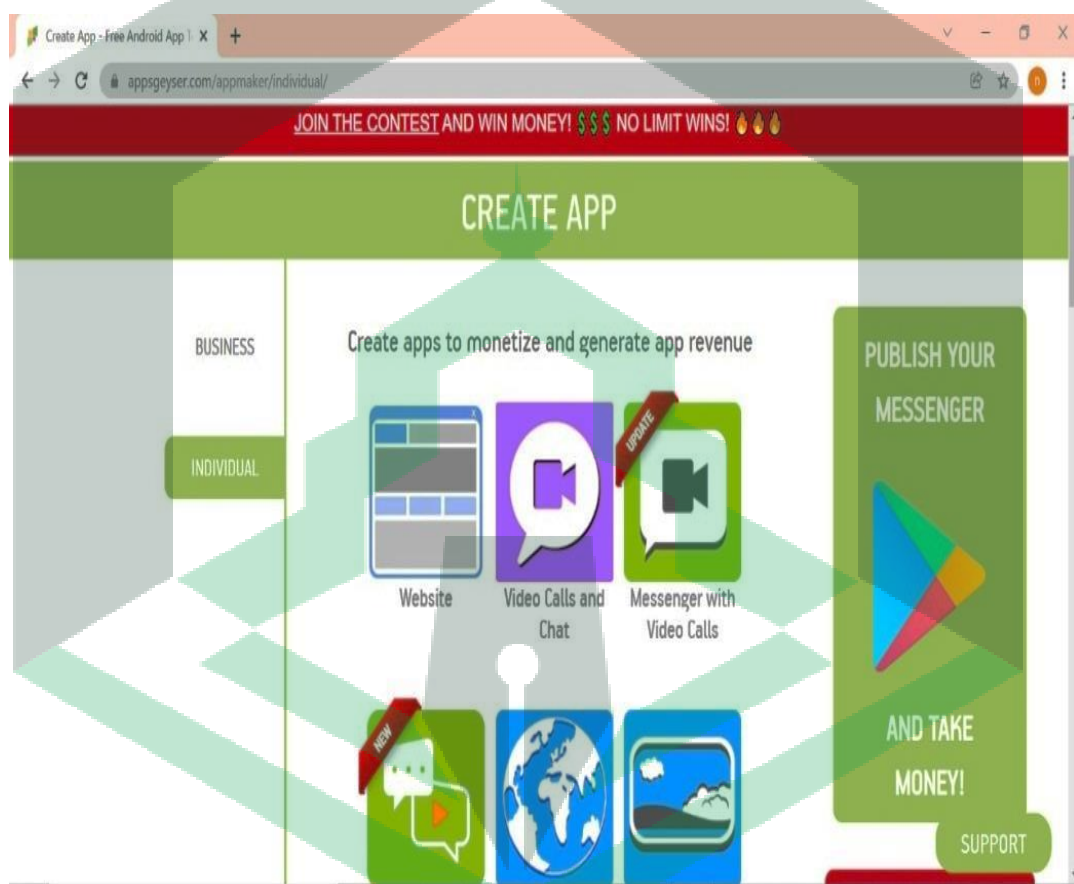 Create App - Free Android App
appsgeyser.com/appmaker/individual/
JOIN THE CONTEST AND WIN MONEY! $$$ NO LIMIT WINS! 🔥🔥🔥
CREATE APP
BUSINESS
INDIVIDUAL
Create apps to monetize and generate app revenue
UPDATE
Website
Video Calls and
Chat
Messenger with
Video Calls
NEW
PUBLISH YOUR
MESSENGER
AND TAKE
MONEY!
SUPPORT